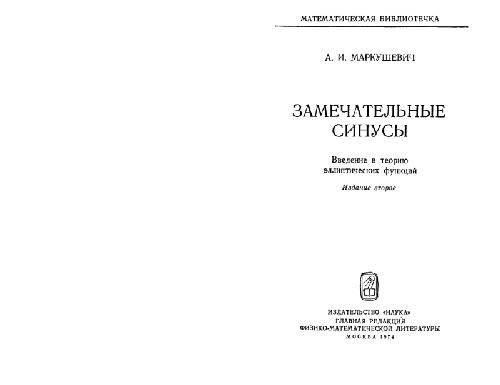 МАТЕМАТИЧЕСКАЯ БИБЛИОТЕЧКА
А. И. МАРКУШЕВИЧ
ЗАМЕЧАТЕЛЬНЫЕ
СИНУСЫ
Введение в теорию
эллиптических функций
Издание второе
ИЗДАТЕЛЬСТВО «НАУКА»
ГЛАВНАЯ РЕДАКЦИЯ
ФИЗИКО-МАТЕМАТИЧЕСКОЙ ЛИТЕРАТУРЫ
МОСКВА 1974